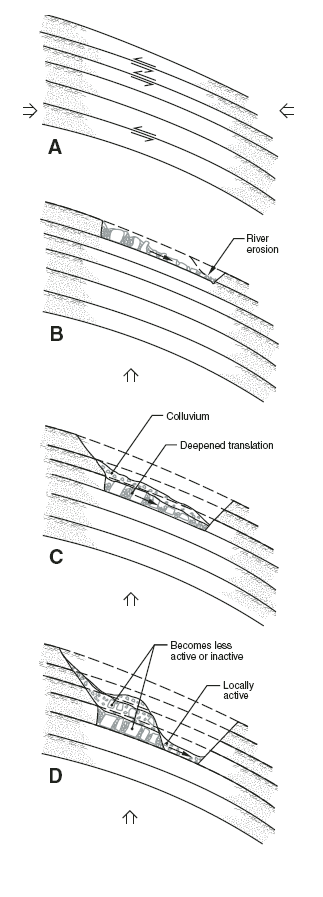 A
River
erosion
B
Colluvium
Deepened translation
C
Becomes less
active or inactive
Locally
active
D